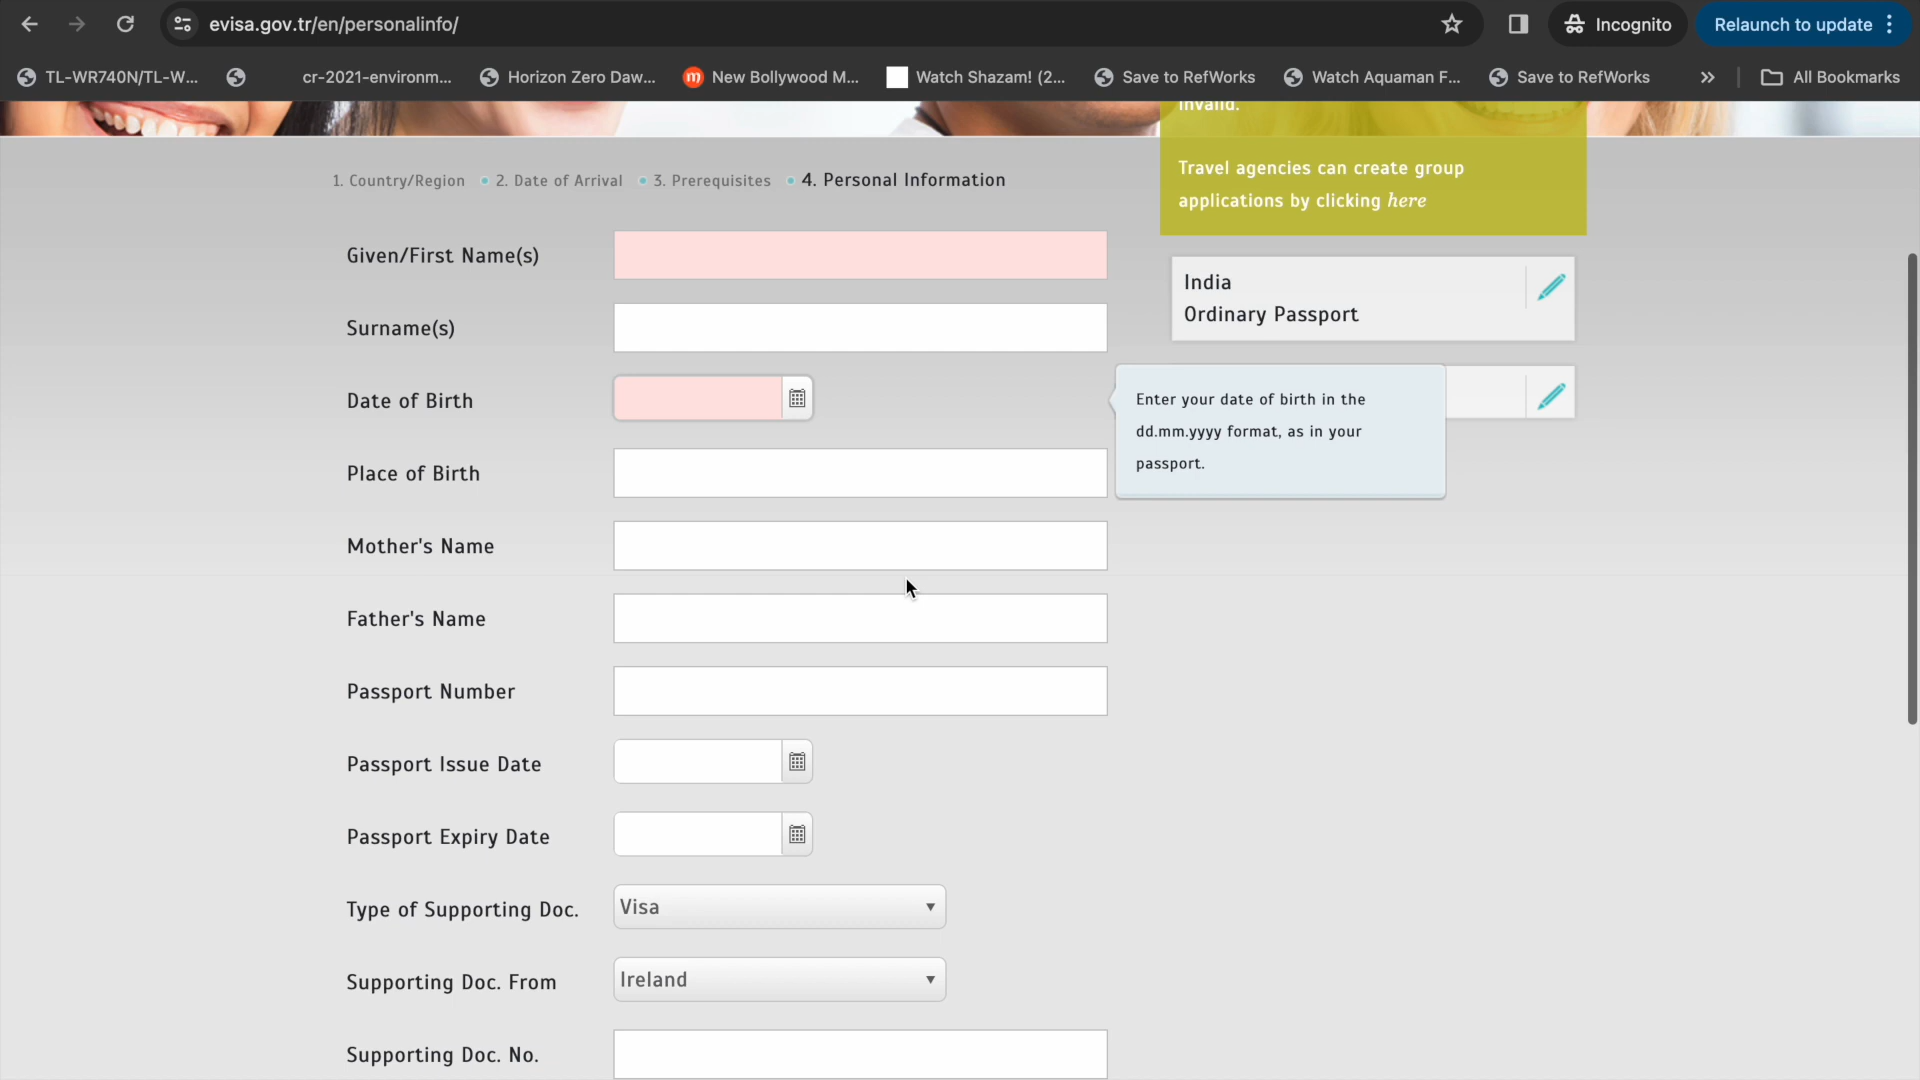 evisa.gov.tr/en/personalinfo/
Incognito
Relaunch to update
TL-WR740N/TL-W...
cr-2021-environm...
Horizon Zero Daw...
New Bollywood M...
Watch Shazam! (2...
Save to RefWorks
Watch Aquaman F...
Save to RefWorks
All Bookmarks
invalid.
Travel agencies can create group
applications by clicking here
1. Country/Region
2. Date of Arrival
3. Prerequisites
4. Personal Information
Given/First Name(s)
Surname(s)
Date of Birth
Place of Birth
Mother's Name
Father's Name
Passport Number
Passport Issue Date
Passport Expiry Date
Type of Supporting Doc.
Visa
Supporting Doc. From
Ireland
Supporting Doc. No.
India
Ordinary Passport
Enter your date of birth in the
dd.mm.yyyy format, as in your
passport.